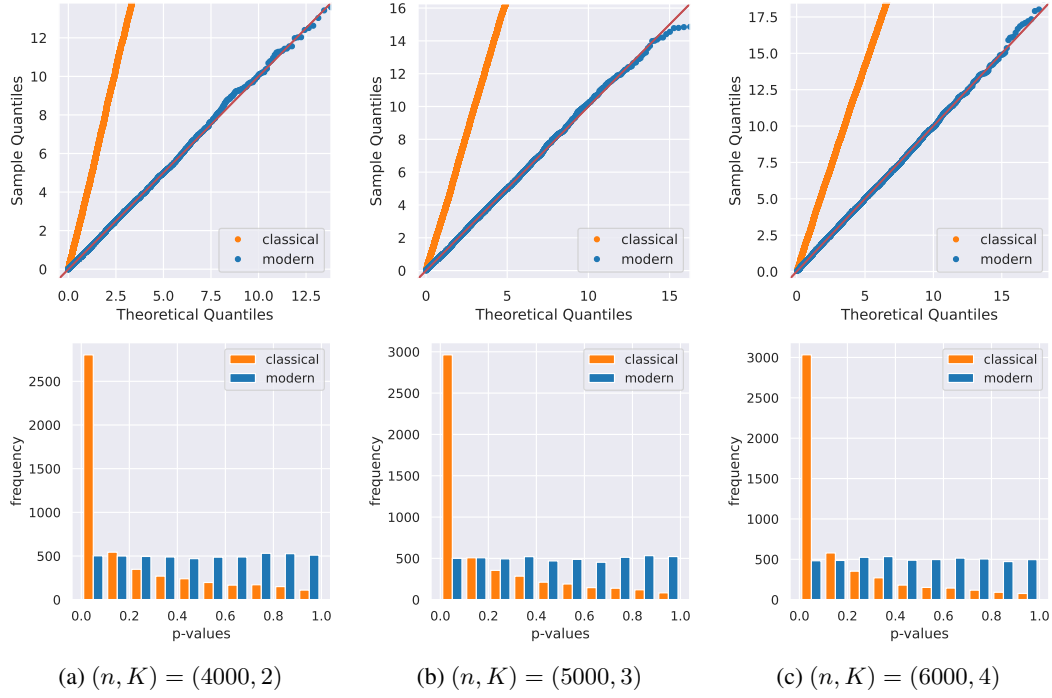 12
10
8
6
4
2
0
Sample Quantiles
0.0 2.5 5.0 7.5 10.0 12.5
Theoretical Quantiles
classical
modern
16
14
12
10
8
6
4
2
0
Sample Quantiles
0 5 10 15
Theoretical Quantiles
classical
modern
17.5
15.0
12.5
10.0
7.5
5.0
2.5
0.0
Sample Quantiles
0 5 10 15
Theoretical Quantiles
classical
modern
2500
2000
1500
1000
500
0
frequency
0.0 0.2 0.4 0.6 0.8 1.0
p-values
classical
modern
3000
2500
2000
1500
1000
500
0
frequency
0.0 0.2 0.4 0.6 0.8 1.0
p-values
classical
modern
3000
2500
2000
1500
1000
500
0
frequency
0.0 0.2 0.4 0.6 0.8 1.0
p-values
classical
modern
(a) (n, K) = (4000, 2)
(b) (n, K) = (5000, 3)
(c) (n, K) = (6000, 4)